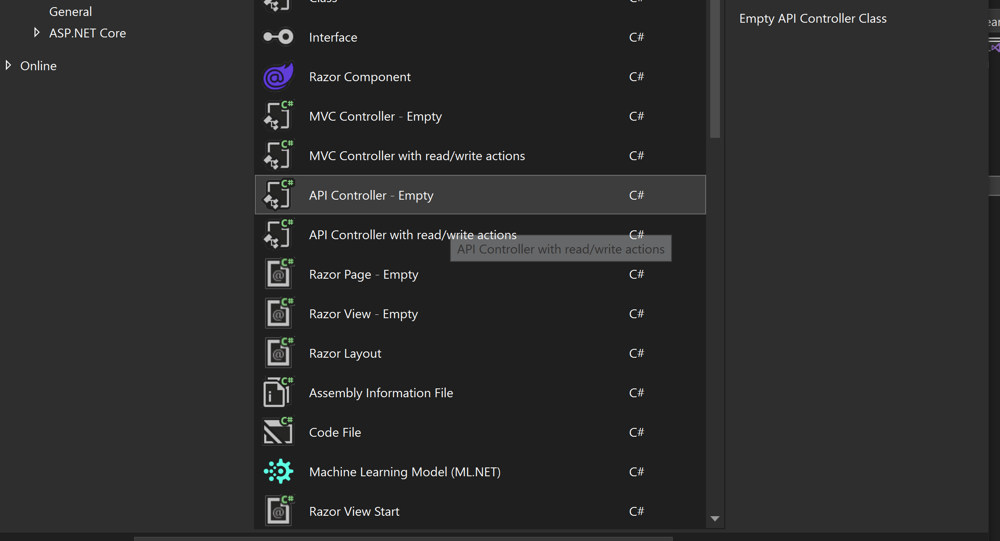 General
ASP.NET Core
Online
Class C#
Interface C#
Razor Component C#
MVC Controller - Empty C#
MVC Controller with read/write actions C#
API Controller - Empty C#
API Controller with read/write actions C#
API Controller with read/write actions
Razor Page - Empty C#
Razor View - Empty C#
Razor Layout C#
Assembly Information File C#
Code File C#
Machine Learning Model (ML.NET) C#
Razor View Start C#
Empty API Controller Class